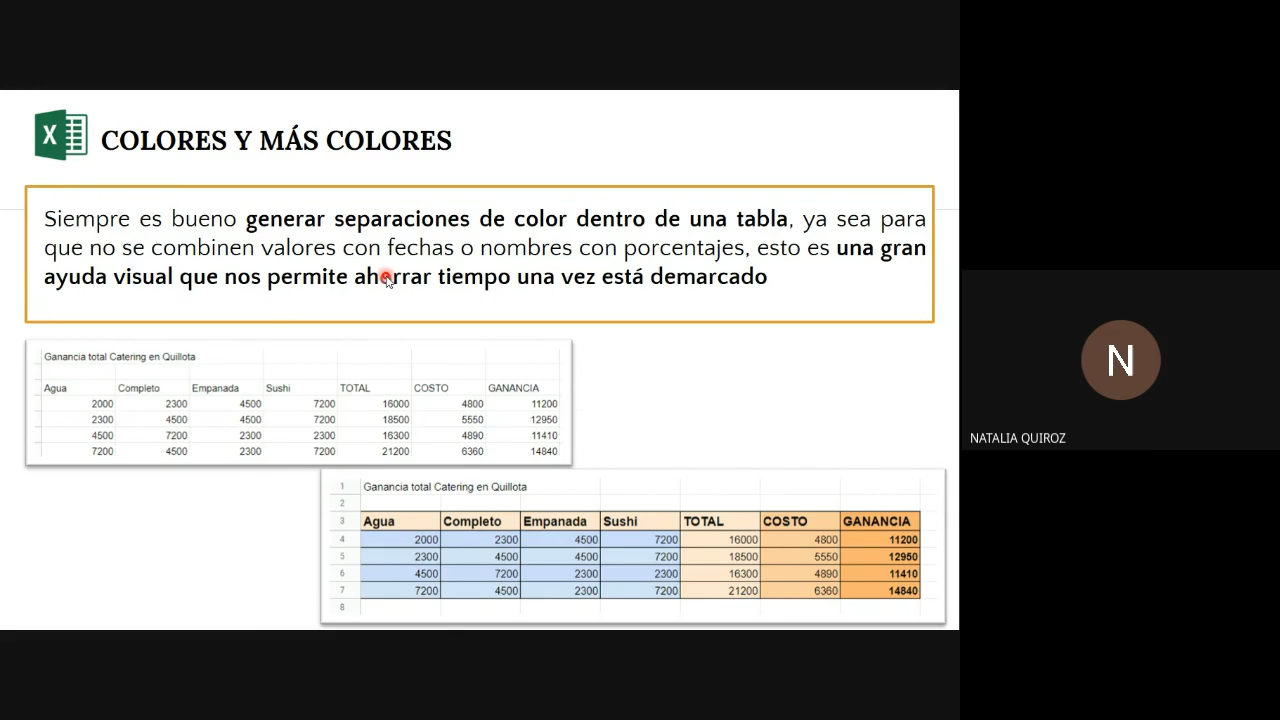 X
COLORES Y MÁS COLORES
Siempre es bueno generar separaciones de color dentro de una tabla, ya sea para
que no se combinen valores con fechas o nombres con porcentajes, esto es una gran
ayuda visual que nos permite ahorrar tiempo una vez está demarcado
Ganancia total Catering en Quillota
Agua Completo Empanada Sushi TOTAL COSTO GANANCIA
2000 2300 4500 7200 16000 4800 11200
2300 4500 4500 7200 18500 5550 12950
4500 7200 2300 2300 16300 4890 11410
7200 4500 2300 7200 21200 6360 14840
1 Ganancia total Catering en Quillota
2
3 Agua Completo Empanada Sushi TOTAL COSTO GANANCIA
4 2000 2300 4500 7200 16000 4800 11200
5 2300 4500 4500 7200 18500 5550 12950
6 4500 7200 2300 2300 16300 4890 11410
7 7200 4500 2300 7200 21200 6360 14840
8
N
NATALIA QUIROZ